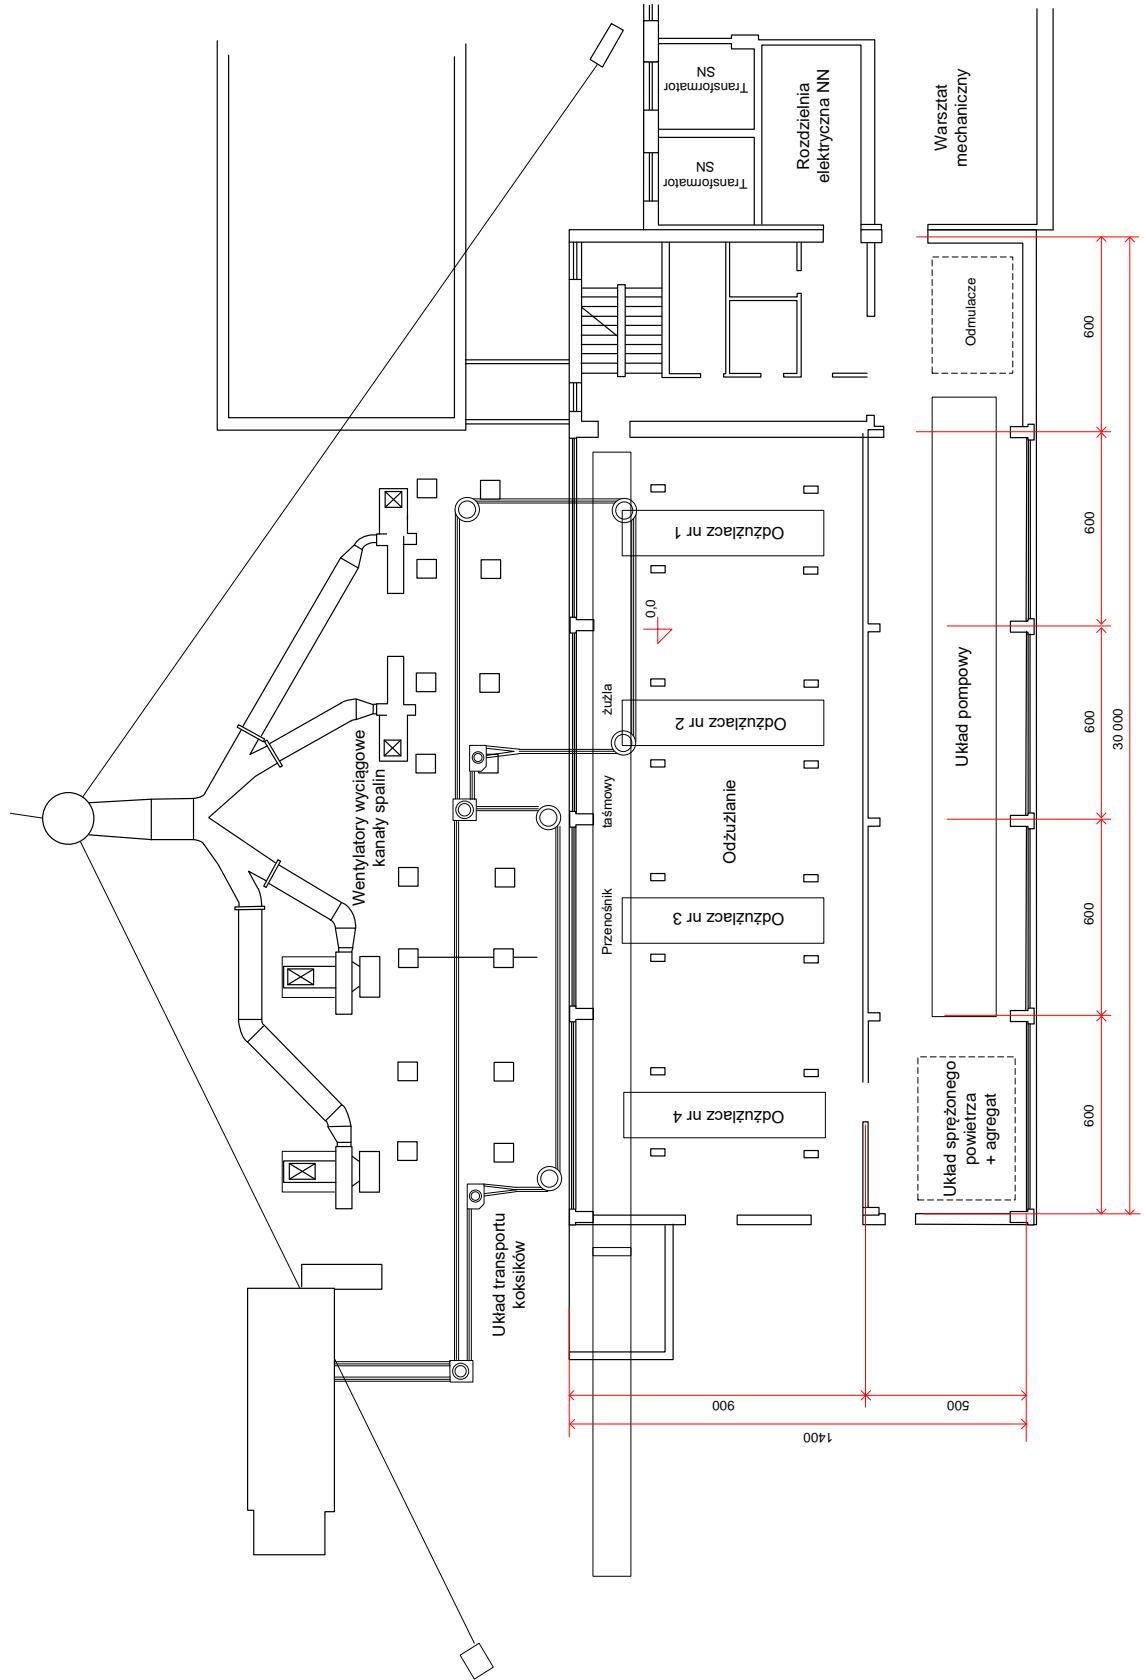 Transformator
SN
Transformator
SN
Rozdzielnia
elektryczna NN
Warsztat
mechaniczny
Odmulacze
Wentylatory wyciągowe
kanały spalin
Odżużlacz nr 1
0,0
Przenośnik taśmowy żużla
Odżużlacz nr 2
Odżużlanie
Odżużlacz nr 3
Odżużlacz nr 4
Układ pompowy
Układ sprężonego
powietrza
+ agregat
Układ transportu
koksików
600
600
600
600
600
30 000
900
500
1400